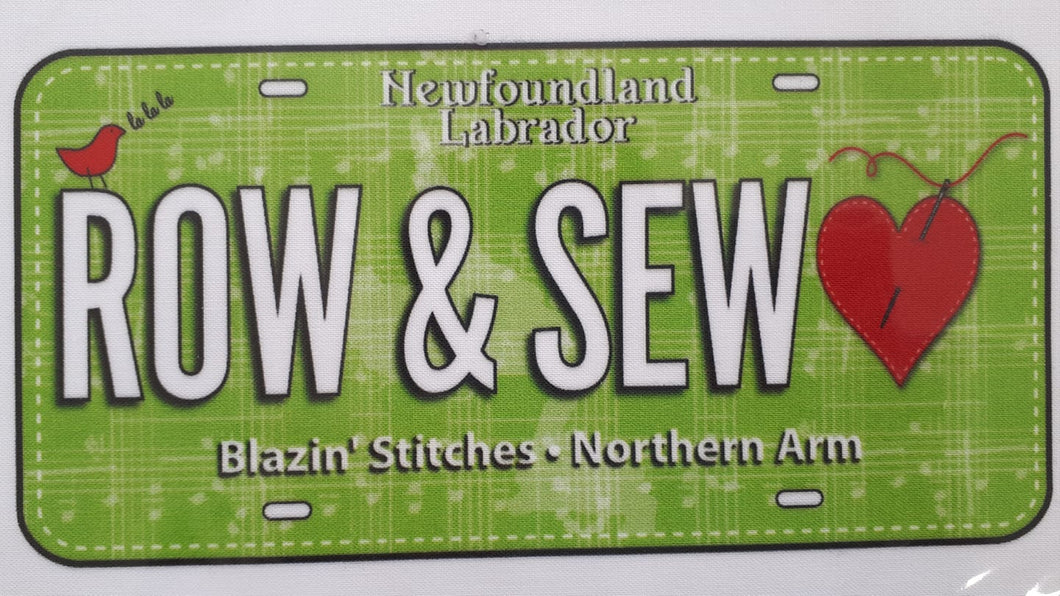 Newfoundland
Labrador
la la la
ROW & SEW
Blazin' Stitches • Northern Arm